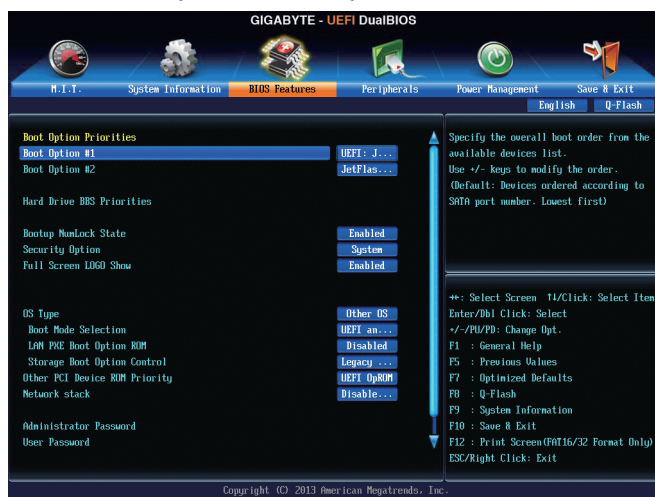 GIGABYTE - UEFI DualBIOS
M.I.T. System Information BIOS Features Peripherals Power Management Save & Exit
English Q-Flash
Boot Option Priorities
Boot Option #1 UEFI: J...
Boot Option #2 JetFlas...
Hard Drive BBS Priorities
Bootup NumLock State Enabled
Security Option System
Full Screen LOGO Show Enabled
OS Type Other OS
Boot Mode Selection UEFI an...
LAN PXE Boot Option ROM Disabled
Storage Boot Option Control Legacy ...
Other PCI Device ROM Priority UEFI OpROM
Network stack Disable...
Administrator Password
User Password
Specify the overall boot order from the
available devices list.
Use +/- keys to modify the order.
(Default: Devices ordered according to
SATA port number. Lowest first)
↔: Select Screen ↑↓/Click: Select Item
Enter/Dbl Click: Select
+/-/PU/PD: Change Opt.
F1 : General Help
F5 : Previous Values
F7 : Optimized Defaults
F8 : Q-Flash
F9 : System Information
F10 : Save & Exit
F12 : Print Screen(FAT16/32 Format Only)
ESC/Right Click: Exit
Copyright (C) 2013 American Megatrends, Inc.